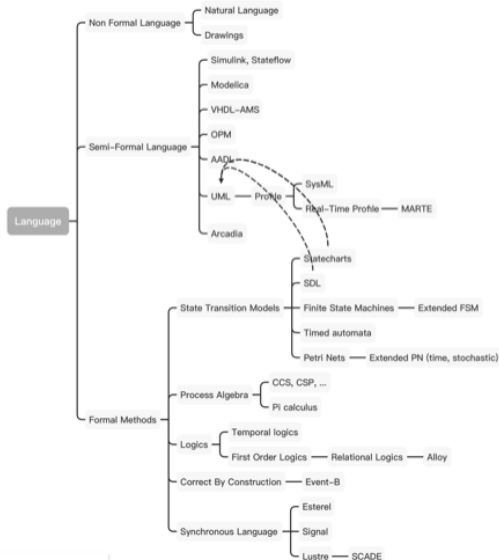 Natural Language
Non Formal Language
Drawings
Simulink, Stateflow
Modelica
VHDL-AMS
Semi-Formal Language
OPM
AADL
SysML
UML
Profile
Real-Time Profile
MARTE
Language
Arcadia
Statecharts
SDL
State Transition Models
Finite State Machines
Extended FSM
Timed automata
Petri Nets
Extended PN (time, stochastic)
CCS, CSP, ...
Process Algebra
Pi calculus
Formal Methods
Temporal logics
Logics
First Order Logics
Relational Logics
Alloy
Correct By Construction
Event-B
Esterel
Synchronous Language
Signal
Lustre
SCADE